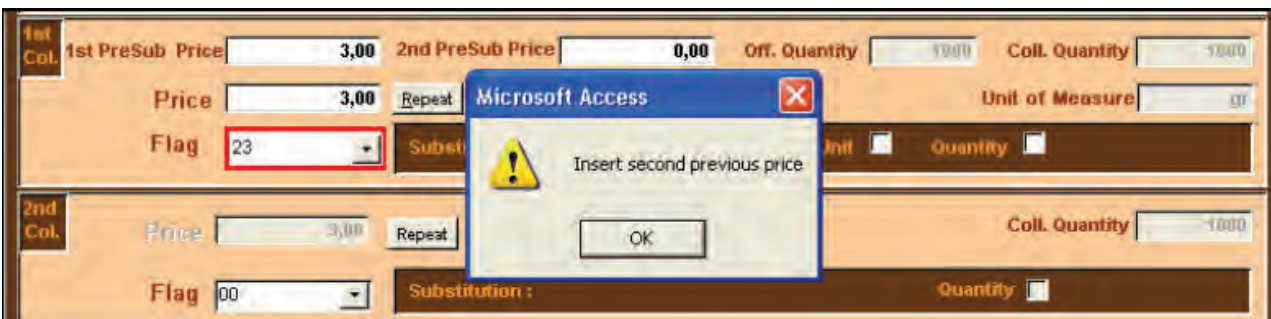 1st Col. 1st PreSub Price 3,00 2nd PreSub Price 0,00 Off. Quantity 1000 Coll. Quantity 1000
Price 3,00 Repeat Unit of Measure gr
Flag 23 Substi Unit Quantity
Microsoft Access
Insert second previous price
OK
2nd Col. Price 3,00 Repeat Coll. Quantity 1000
Flag 00 Substitution : Quantity